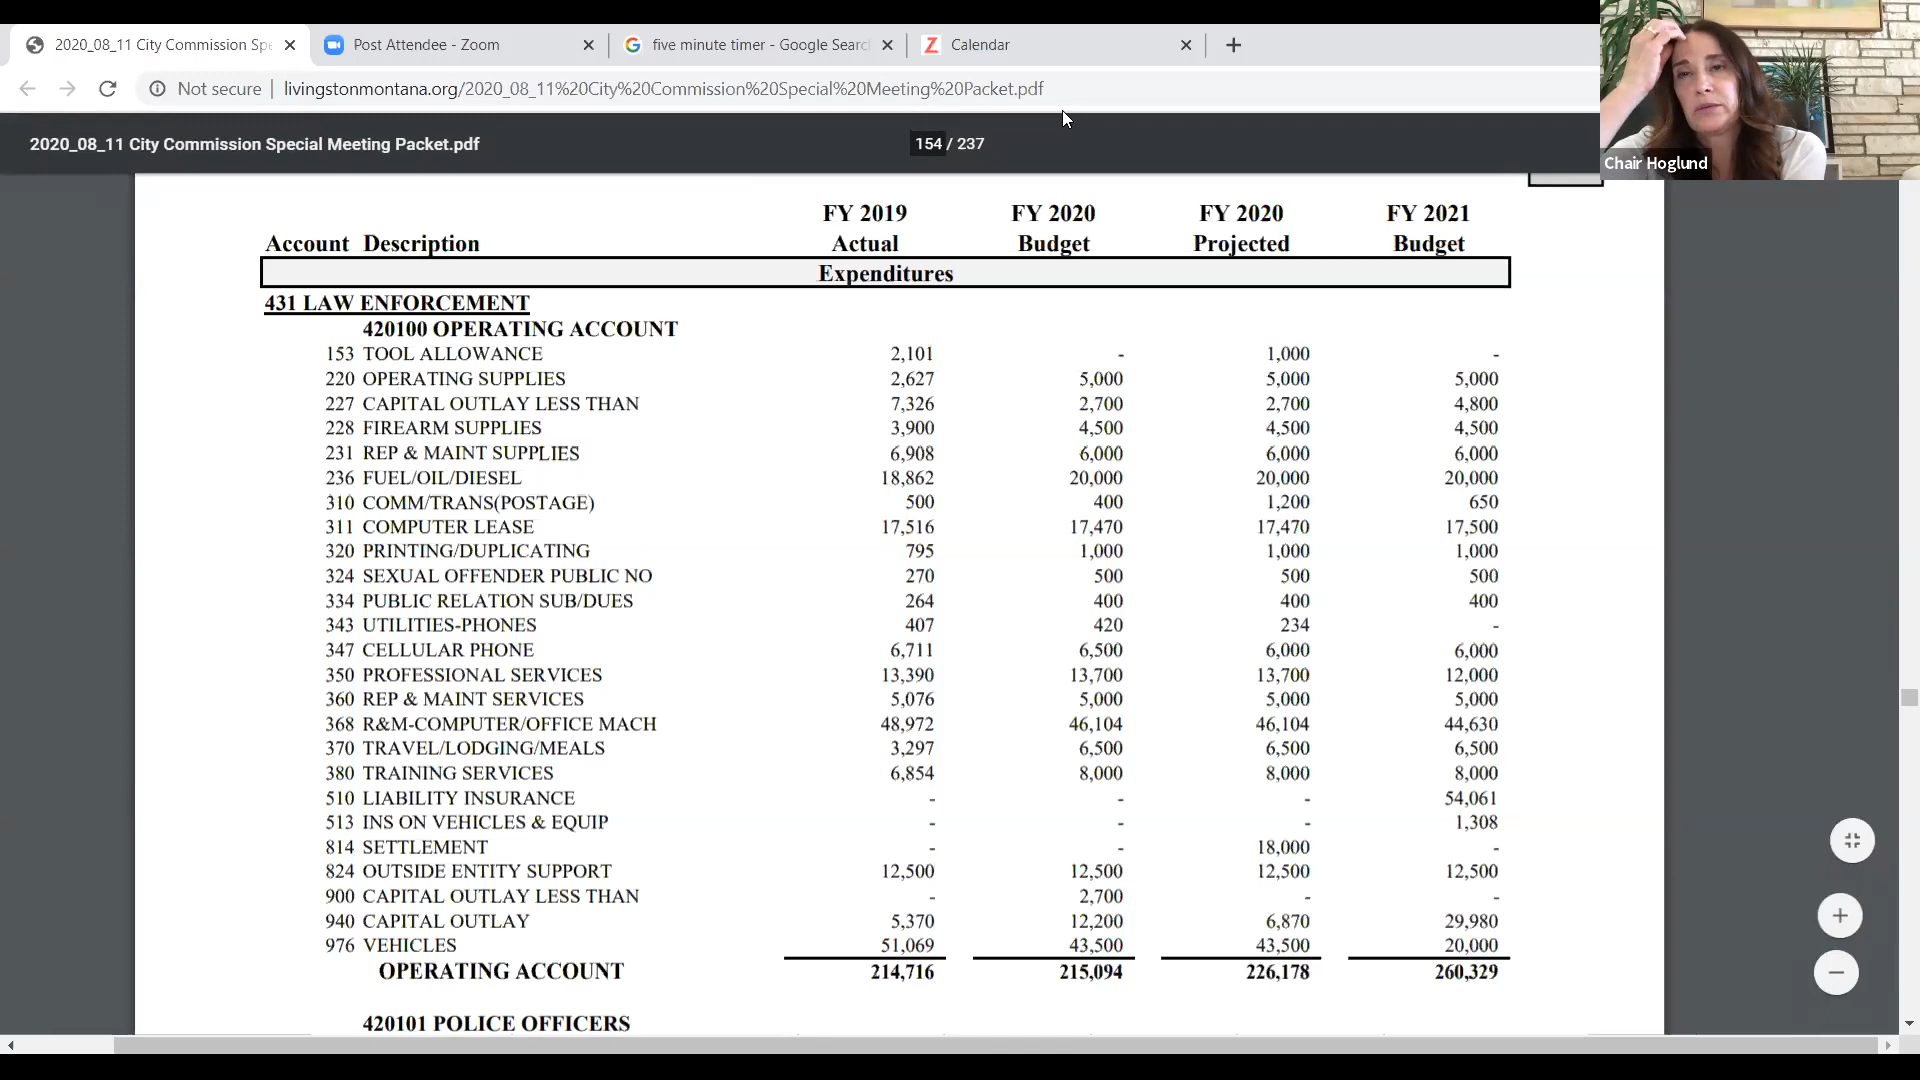 2020_08_11 City Commission Spe
Post Attendee - Zoom
five minute timer - Google Searc
Calendar
Not secure | livingstonmontana.org/2020_08_11%20City%20Commission%20Special%20Meeting%20Packet.pdf
2020_08_11 City Commission Special Meeting Packet.pdf 154 / 237
Chair Hoglund
FY 2019 FY 2020 FY 2020 FY 2021
Account Description Actual Budget Projected Budget
Expenditures
431 LAW ENFORCEMENT
420100 OPERATING ACCOUNT
153 TOOL ALLOWANCE 2,101 - 1,000 -
220 OPERATING SUPPLIES 2,627 5,000 5,000 5,000
227 CAPITAL OUTLAY LESS THAN 7,326 2,700 2,700 4,800
228 FIREARM SUPPLIES 3,900 4,500 4,500 4,500
231 REP & MAINT SUPPLIES 6,908 6,000 6,000 6,000
236 FUEL/OIL/DIESEL 18,862 20,000 20,000 20,000
310 COMM/TRANS(POSTAGE) 500 400 1,200 650
311 COMPUTER LEASE 17,516 17,470 17,470 17,500
320 PRINTING/DUPLICATING 795 1,000 1,000 1,000
324 SEXUAL OFFENDER PUBLIC NO 270 500 500 500
334 PUBLIC RELATION SUB/DUES 264 400 400 400
343 UTILITIES-PHONES 407 420 234 -
347 CELLULAR PHONE 6,711 6,500 6,000 6,000
350 PROFESSIONAL SERVICES 13,390 13,700 13,700 12,000
360 REP & MAINT SERVICES 5,076 5,000 5,000 5,000
368 R&M-COMPUTER/OFFICE MACH 48,972 46,104 46,104 44,630
370 TRAVEL/LODGING/MEALS 3,297 6,500 6,500 6,500
380 TRAINING SERVICES 6,854 8,000 8,000 8,000
510 LIABILITY INSURANCE - - - 54,061
513 INS ON VEHICLES & EQUIP - - - 1,308
814 SETTLEMENT - - 18,000 -
824 OUTSIDE ENTITY SUPPORT 12,500 12,500 12,500 12,500
900 CAPITAL OUTLAY LESS THAN - 2,700 - -
940 CAPITAL OUTLAY 5,370 12,200 6,870 29,980
976 VEHICLES 51,069 43,500 43,500 20,000
OPERATING ACCOUNT 214,716 215,094 226,178 260,329
420101 POLICE OFFICERS